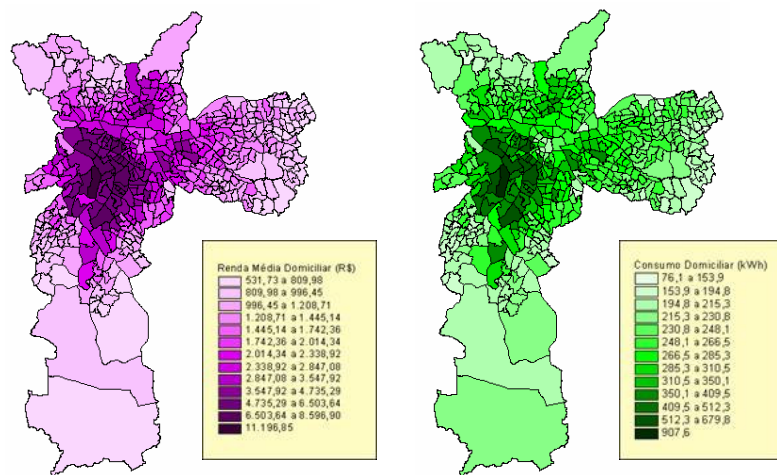 Renda Média Domiciliar (R$)
531,73 a 809,98
809,98 a 996,45
996,45 a 1.208,71
1.208,71 a 1.445,14
1.445,14 a 1.742,36
1.742,36 a 2.014,34
2.014,34 a 2.338,92
2.338,92 a 2.847,08
2.847,08 a 3.547,92
3.547,92 a 4.735,29
4.735,29 a 6.503,64
6.503,64 a 8.596,90
11.196,85
Consumo Domiciliar (kWh)
76,1 a 153,9
153,9 a 194,8
194,8 a 215,3
215,3 a 230,8
230,8 a 248,1
248,1 a 266,5
266,5 a 285,3
285,3 a 310,5
310,5 a 350,1
350,1 a 409,5
409,5 a 512,3
512,3 a 679,8
907,6